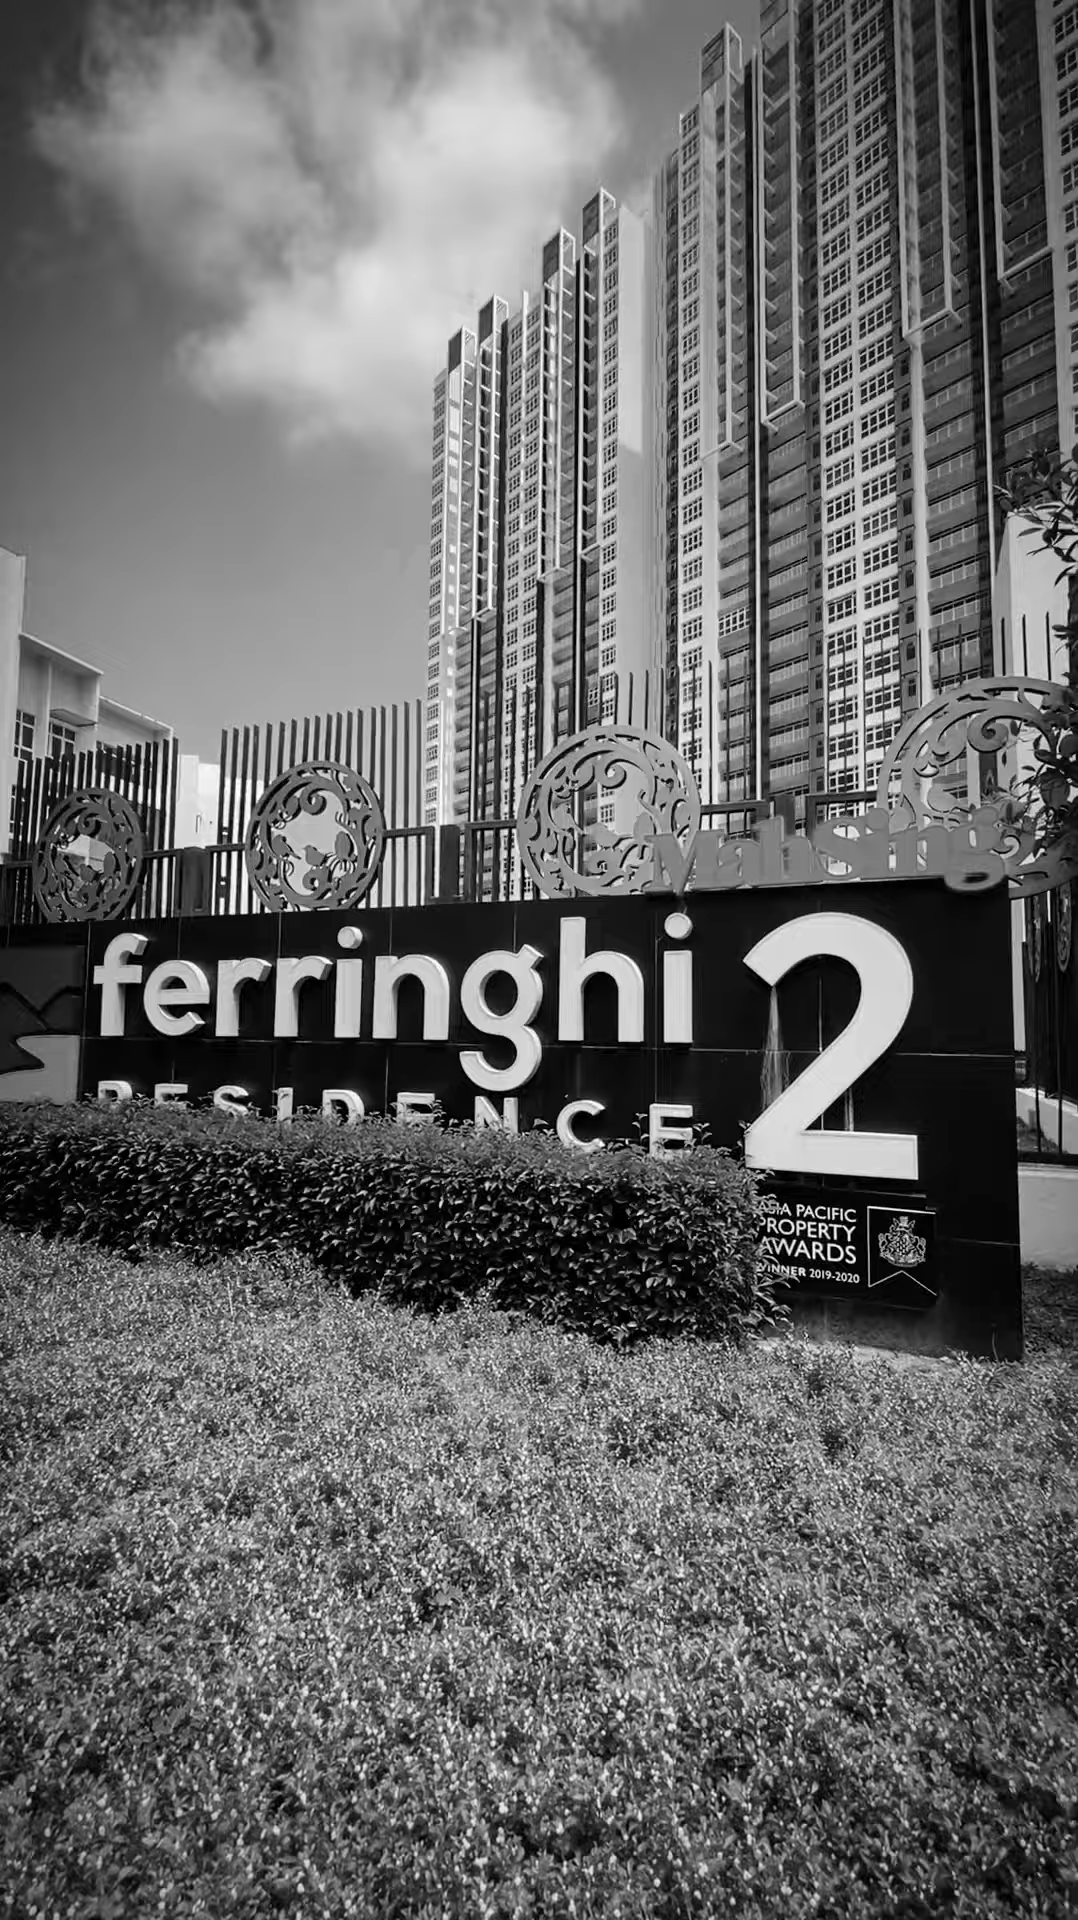 MahSing
ferringhi 2
RESIDENCE
ASIA PACIFIC
PROPERTY
AWARDS
WINNER 2019-2020